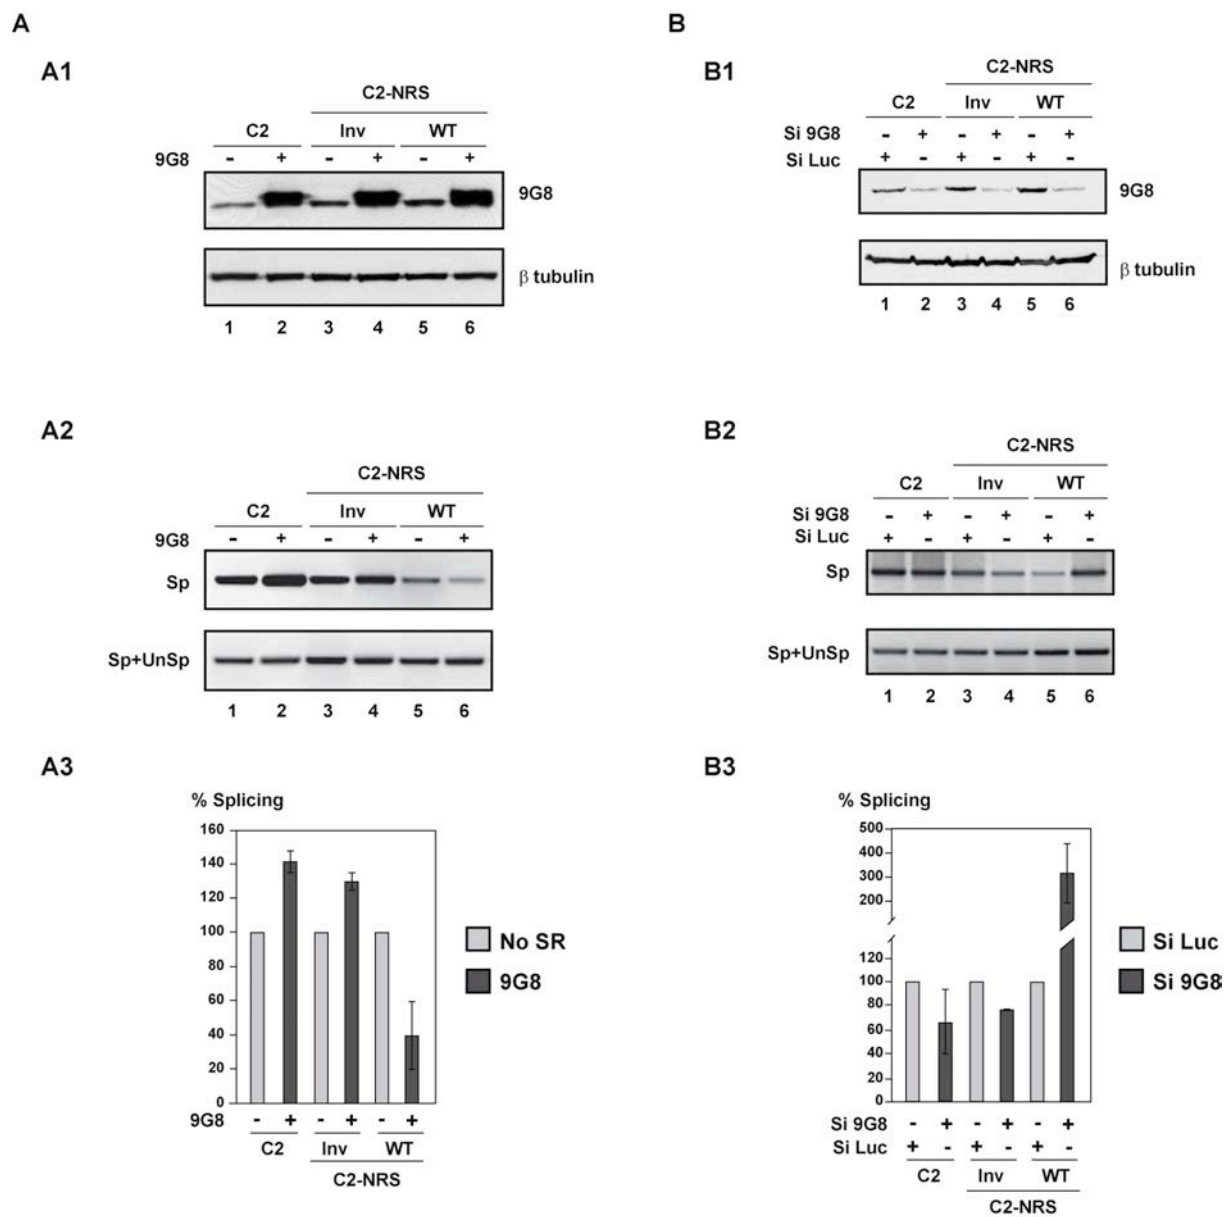 A
B
A1
C2-NRS
C2 Inv WT
9G8 - + - + - +
9G8
β tubulin
1 2 3 4 5 6
B1
C2-NRS
C2 Inv WT
Si 9G8 - + - + - +
Si Luc + - + - + -
9G8
β tubulin
1 2 3 4 5 6
A2
C2-NRS
C2 Inv WT
9G8 - + - + - +
Sp
Sp+UnSp
1 2 3 4 5 6
B2
C2-NRS
C2 Inv WT
Si 9G8 - + - + - +
Si Luc + - + - + -
Sp
Sp+UnSp
1 2 3 4 5 6
A3
% Splicing
160
140
120
100
80
60
40
20
0
No SR
9G8
9G8 - + - + - +
C2 Inv WT
C2-NRS
B3
% Splicing
500
400
300
200
120
100
80
60
40
20
0
Si Luc
Si 9G8
Si 9G8 - + - + - +
Si Luc + - + - + -
C2 Inv WT
C2-NRS